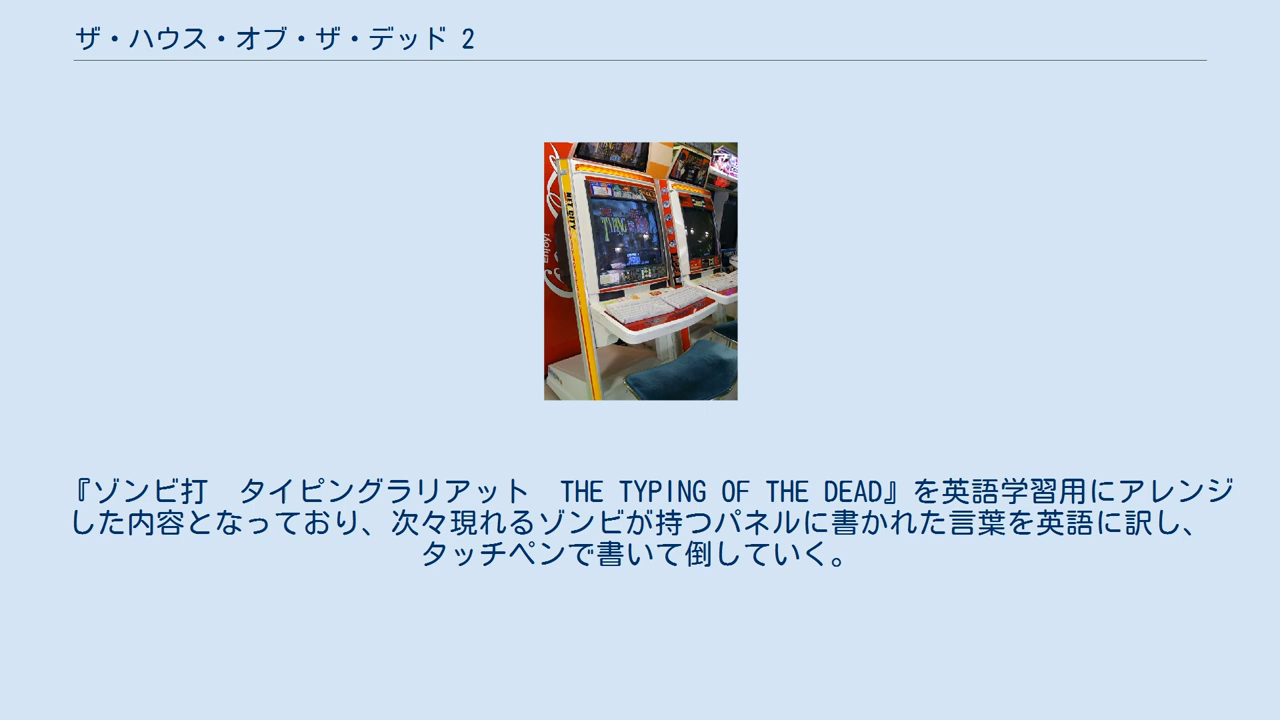 ザ・ハウス・オブ・ザ・デッド 2
HIT CITY
TYPING
Enjoy!
『ゾンビ打　タイピングラリアット　THE TYPING OF THE DEAD』を英語学習用にアレンジ
した内容となっており、次々現れるゾンビが持つパネルに書かれた言葉を英語に訳し、
タッチペンで書いて倒していく。